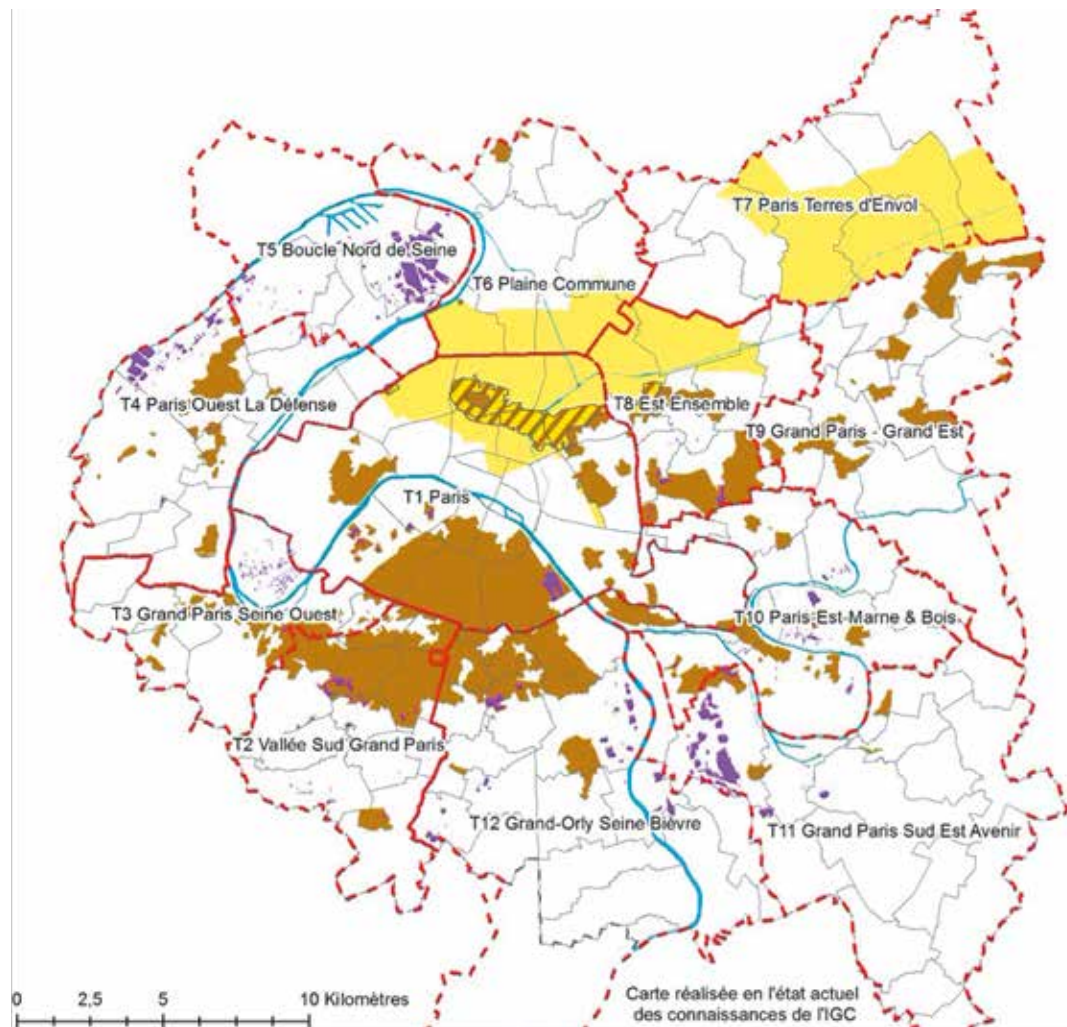 T7 Paris Terres d'Envol
T5 Boucle Nord de Seine
T6 Plaine Commune
T4 Paris Ouest La Défense
T8 Est Ensemble
T9 Grand Paris - Grand Est
T1 Paris
T3 Grand Paris Seine Ouest
T10 Paris Est Marne & Bois
T2 Vallée Sud Grand Paris
T12 Grand-Orly Seine Bièvre
T11 Grand Paris Sud Est Avenir
0 2,5 5 10 Kilomètres
Carte réalisée en l'état actuel
des connaissances de l'IGC